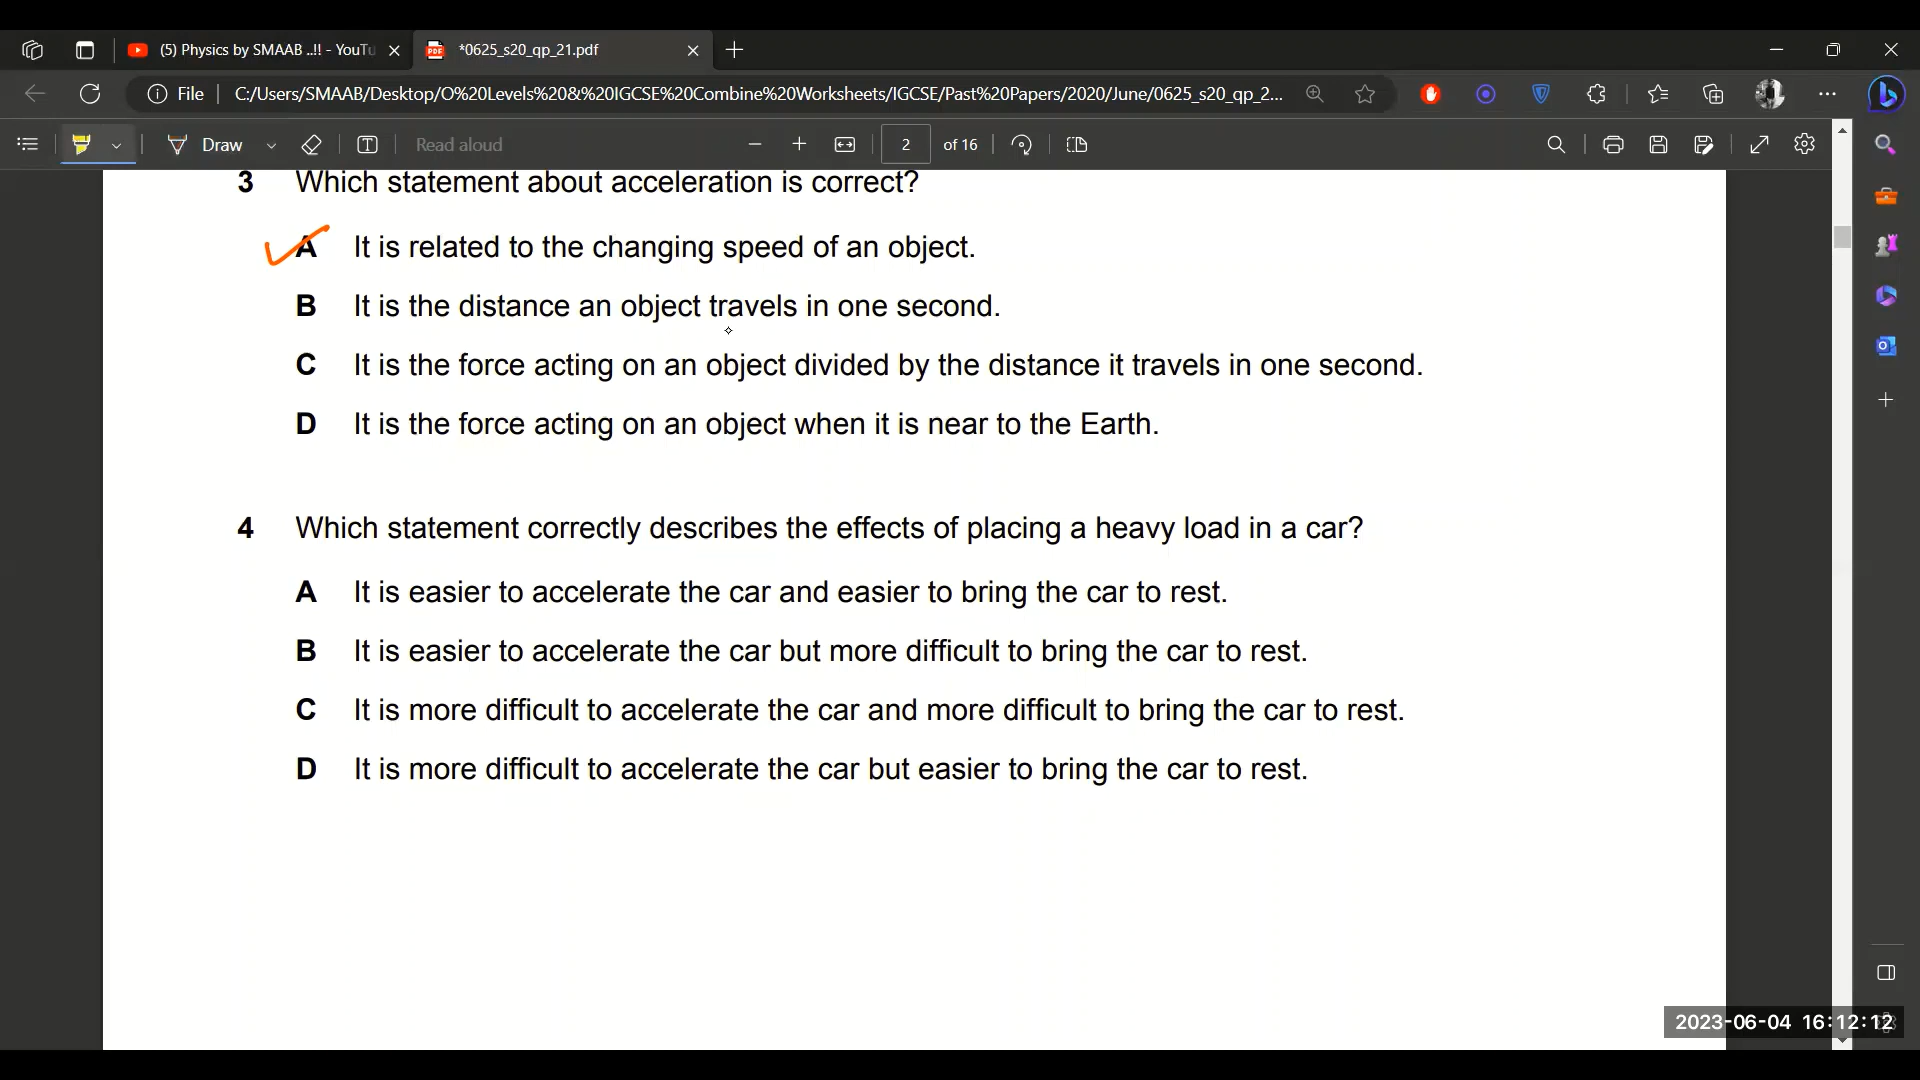 (5) Physics by SMAAB ..!! - YouTu
*0625_s20_qp_21.pdf
File
C:/Users/SMAAB/Desktop/O%20Levels%20&%20IGCSE%20Combine%20Worksheets/IGCSE/Past%20Papers/2020/June/0625_s20_qp_2...
Draw
Read aloud
2 of 16
3 Which statement about acceleration is correct?
A It is related to the changing speed of an object.
B It is the distance an object travels in one second.
C It is the force acting on an object divided by the distance it travels in one second.
D It is the force acting on an object when it is near to the Earth.
4 Which statement correctly describes the effects of placing a heavy load in a car?
A It is easier to accelerate the car and easier to bring the car to rest.
B It is easier to accelerate the car but more difficult to bring the car to rest.
C It is more difficult to accelerate the car and more difficult to bring the car to rest.
D It is more difficult to accelerate the car but easier to bring the car to rest.
2023-06-04 16:12:12